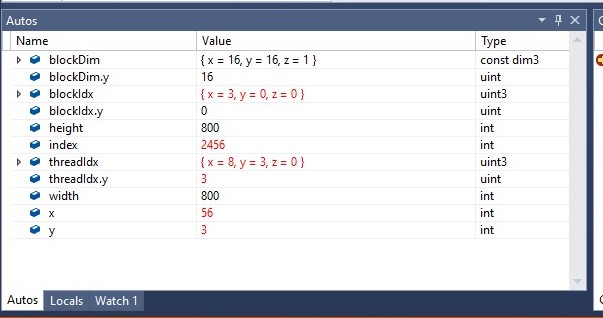 Autos
Name Value Type
blockDim { x = 16, y = 16, z = 1 } const dim3
blockDim.y 16 uint
blockIdx { x = 3, y = 0, z = 0 } uint3
blockIdx.y 0 uint
height 800 int
index 2456 int
threadIdx { x = 8, y = 3, z = 0 } uint3
threadIdx.y 3 uint
width 800 int
x 56 int
y 3 int
Autos Locals Watch 1